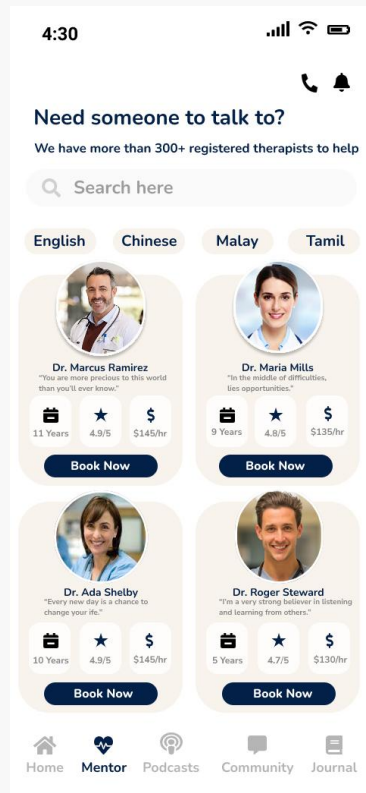 4:30
Need someone to talk to?
We have more than 300+ registered therapists to help
Search here
English Chinese Malay Tamil
Dr. Marcus Ramirez
"You are more precious to this world
than you'll ever know."
11 Years 4.9/5 $145/hr
Book Now
Dr. Maria Mills
"In the middle of difficulties,
lies opportunities."
9 Years 4.8/5 $135/hr
Book Now
Dr. Ada Shelby
"Every new day is a chance to
change your ife."
10 Years 4.9/5 $145/hr
Book Now
Dr. Roger Steward
"I'm a very strong believer in listening
and learning from others."
5 Years 4.7/5 $130/hr
Book Now
Home Mentor Podcasts Community Journal